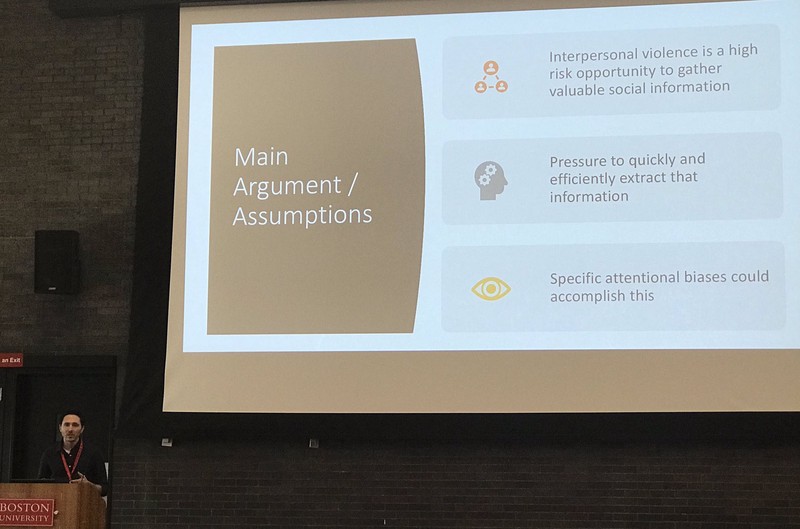 Main
Argument /
Assumptions
Interpersonal violence is a high
risk opportunity to gather
valuable social information
Pressure to quickly and
efficiently extract that
information
Specific attentional biases could
accomplish this
an Exit
BOSTON
UNIVERSITY